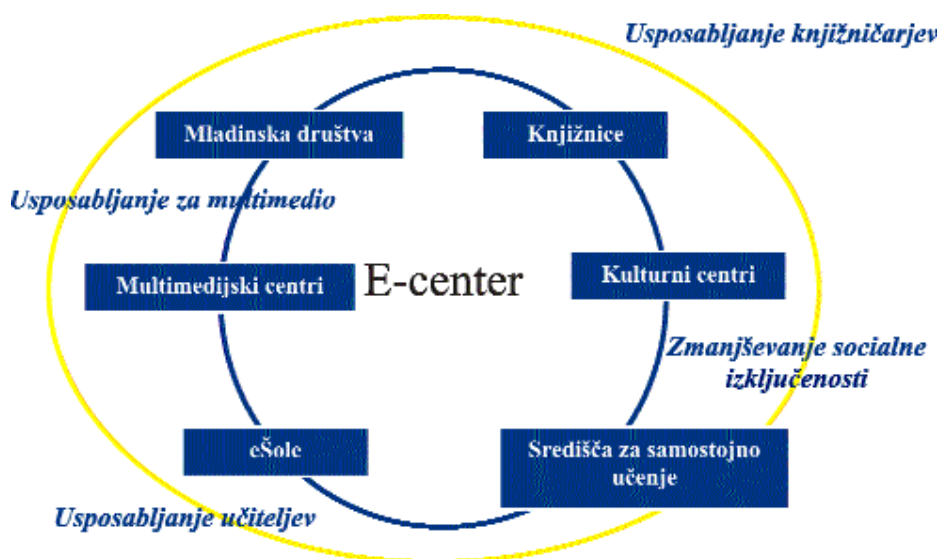 Usposabljanje knjižničarjev
Mladinska društva
Knjižnice
Usposabljanje za multimedio
Multimedijski centri
E-center
Kulturni centri
Zmanjševanje socialne
izključenosti
eŠole
Središča za samostojno
učenje
Usposabljanje učiteljev